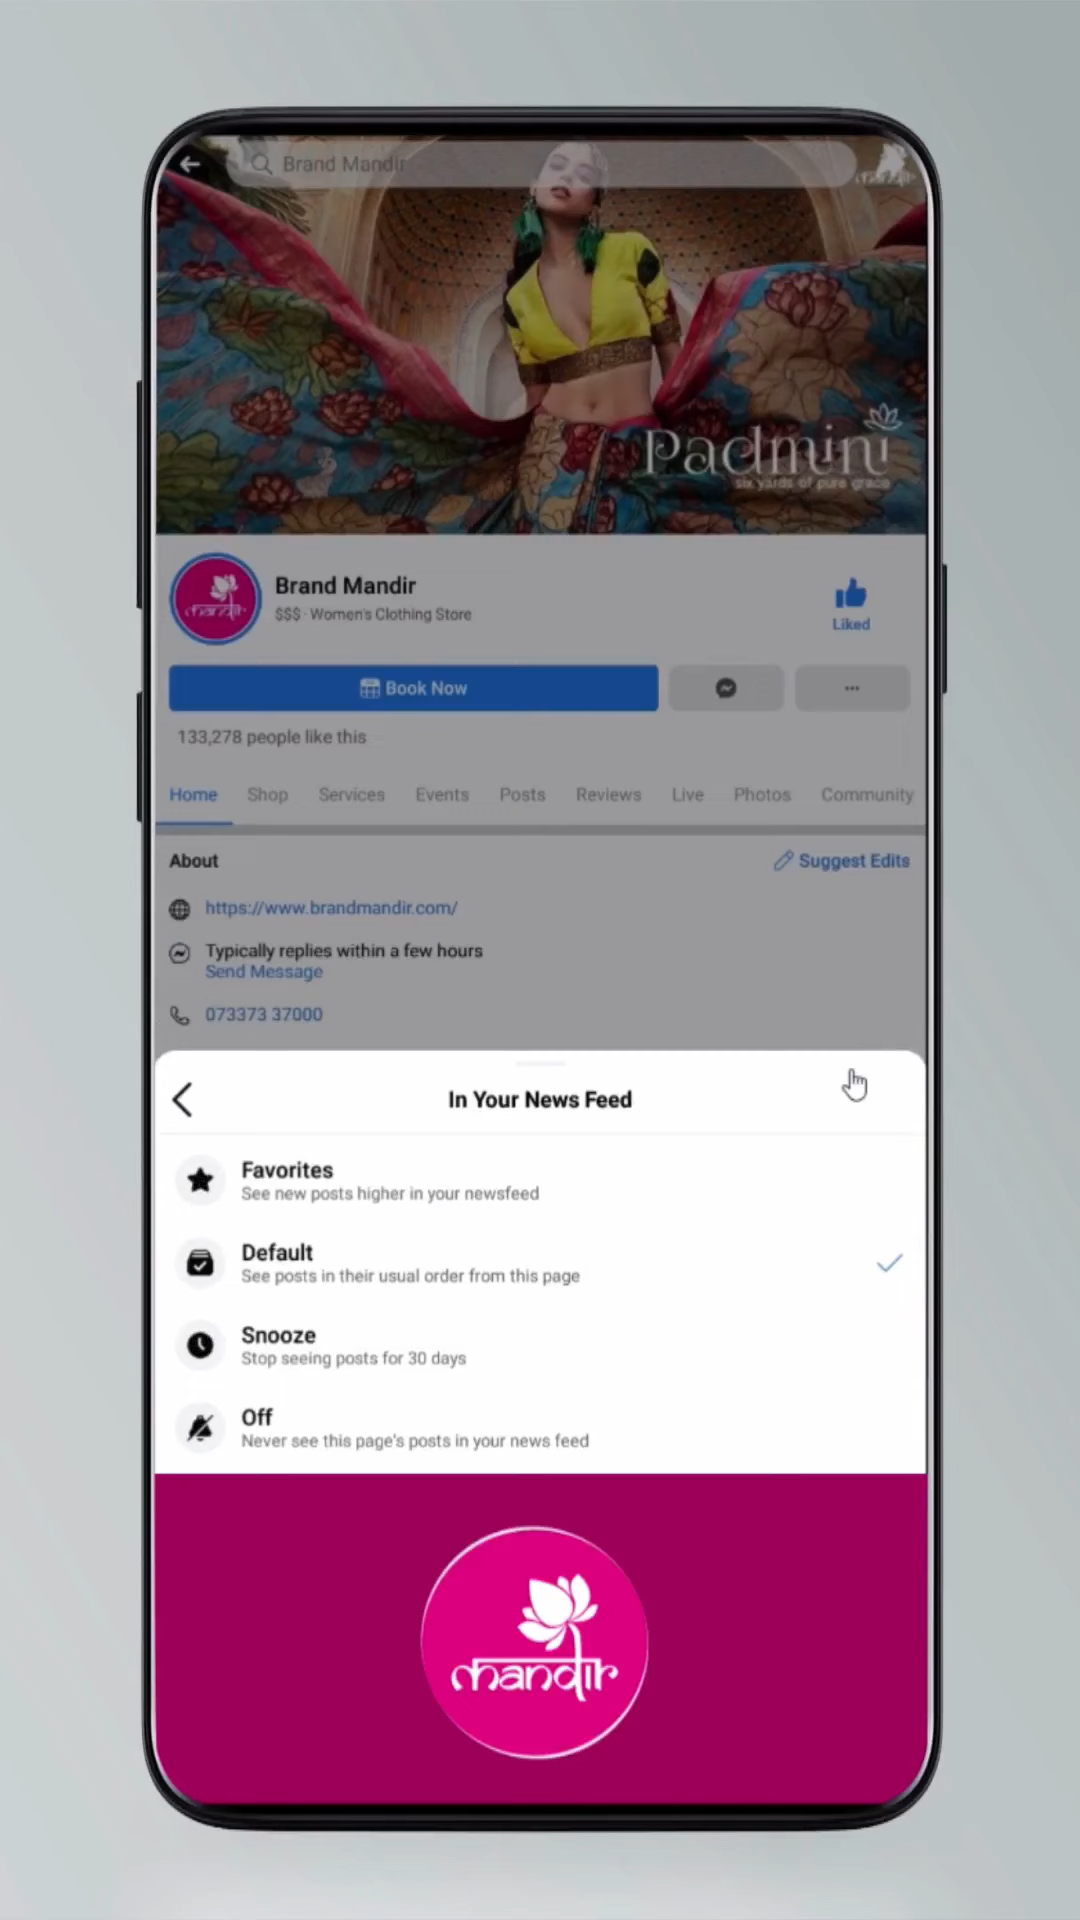 Brand Mandir
mandir
Padmini
six yards of pure grace
mandir
Brand Mandir
$$$ · Women's Clothing Store
Liked
Book Now
133,278 people like this
Home Shop Services Events Posts Reviews Live Photos Community
About
Suggest Edits
https://www.brandmandir.com/
Typically replies within a few hours
Send Message
073373 37000
In Your News Feed
Favorites
See new posts higher in your newsfeed
Default
See posts in their usual order from this page
Snooze
Stop seeing posts for 30 days
Off
Never see this page's posts in your news feed
mandir